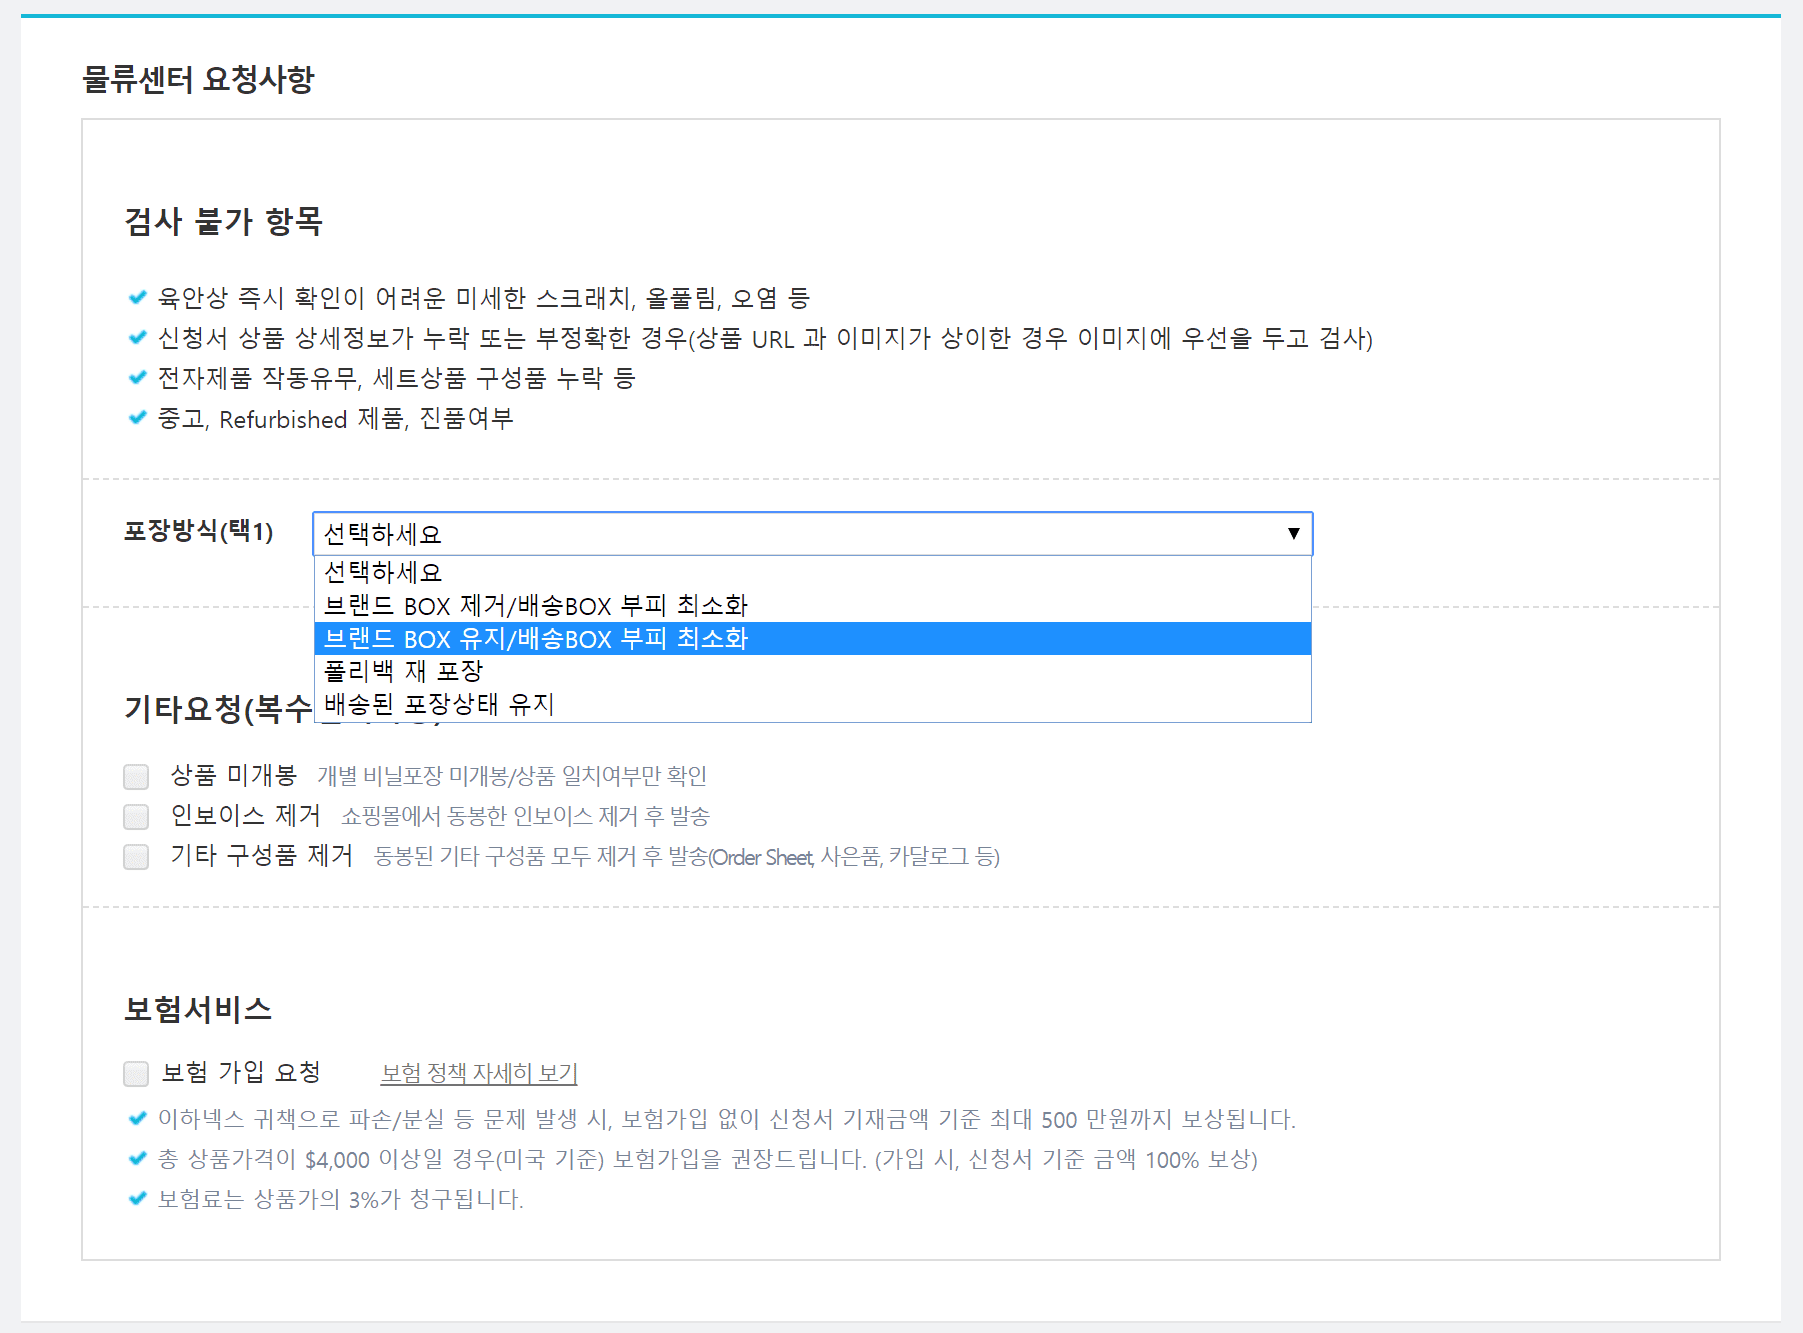 물류센터 요청사항
검사 불가 항목
육안상 즉시 확인이 어려운 미세한 스크래치, 올풀림, 오염 등
신청서 상품 상세정보가 누락 또는 부정확한 경우(상품 URL 과 이미지가 상이한 경우 이미지에 우선을 두고 검사)
전자제품 작동유무, 세트상품 구성품 누락 등
중고, Refurbished 제품, 진품여부
포장방식(택1)
선택하세요
선택하세요
브랜드 BOX 제거/배송BOX 부피 최소화
브랜드 BOX 유지/배송BOX 부피 최소화
폴리백 재 포장
배송된 포장상태 유지
기타요청(복수
상품 미개봉 개별 비닐포장 미개봉/상품 일치여부만 확인
인보이스 제거 쇼핑몰에서 동봉한 인보이스 제거 후 발송
기타 구성품 제거 동봉된 기타 구성품 모두 제거 후 발송(Order Sheet, 사은품, 카달로그 등)
보험서비스
보험 가입 요청 보험 정책 자세히 보기
이하넥스 귀책으로 파손/분실 등 문제 발생 시, 보험가입 없이 신청서 기재금액 기준 최대 500 만원까지 보상됩니다.
총 상품가격이 $4,000 이상일 경우(미국 기준) 보험가입을 권장드립니다. (가입 시, 신청서 기준 금액 100% 보상)
보험료는 상품가의 3%가 청구됩니다.